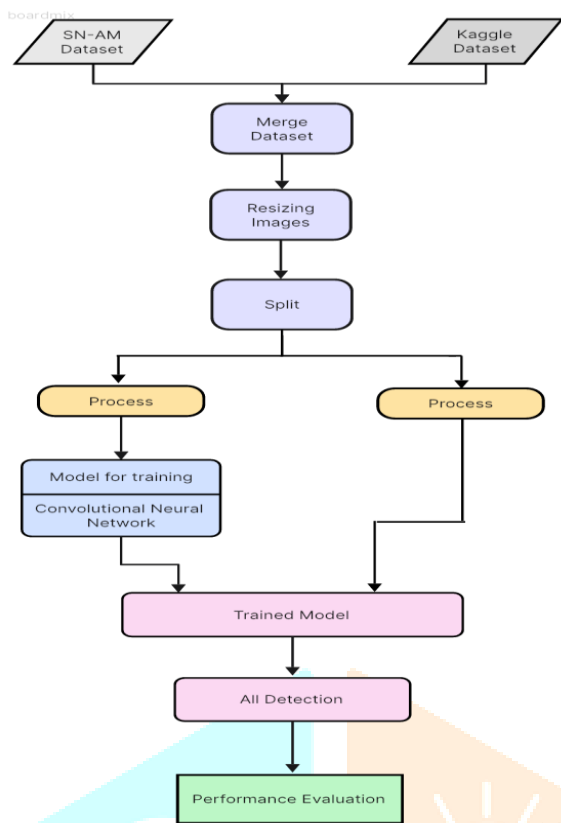 boardmix
SN-AM
Dataset
Kaggle
Dataset
Merge
Dataset
Resizing
Images
Split
Process
Process
Model for training
Convolutional Neural
Network
Trained Model
All Detection
Performance Evaluation